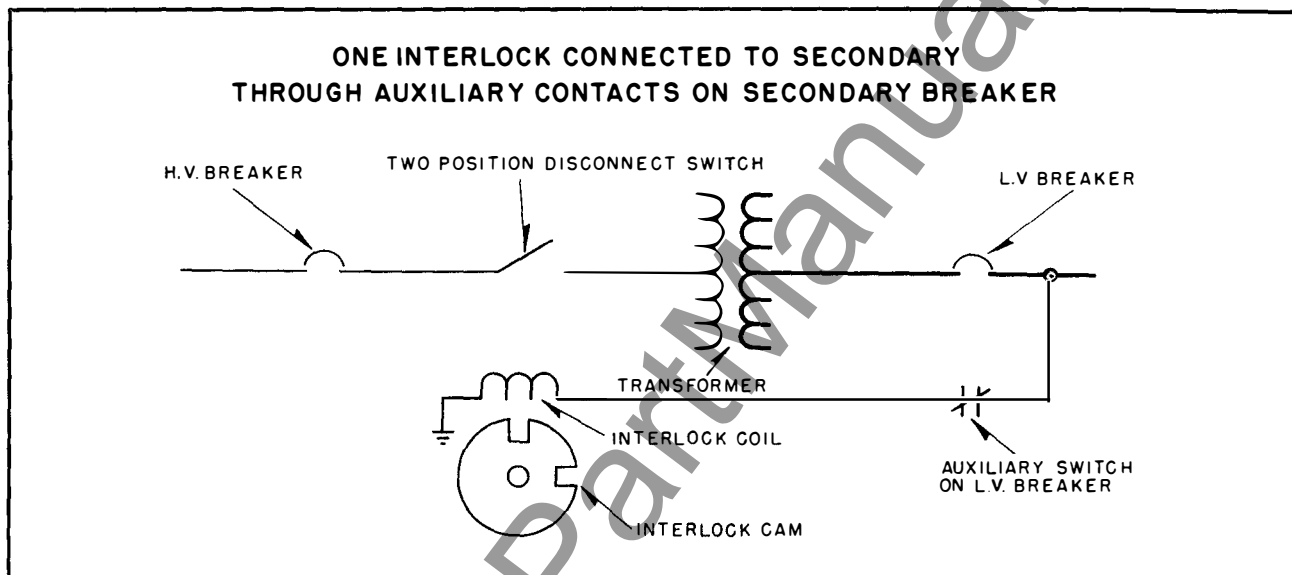 ONE INTERLOCK CONNECTED TO SECONDARY
THROUGH AUXILIARY CONTACTS ON SECONDARY BREAKER
H.V. BREAKER
TWO POSITION DISCONNECT SWITCH
L.V BREAKER
TRANSFORMER
INTERLOCK COIL
AUXILIARY SWITCH
ON L.V. BREAKER
INTERLOCK CAM
PartManua